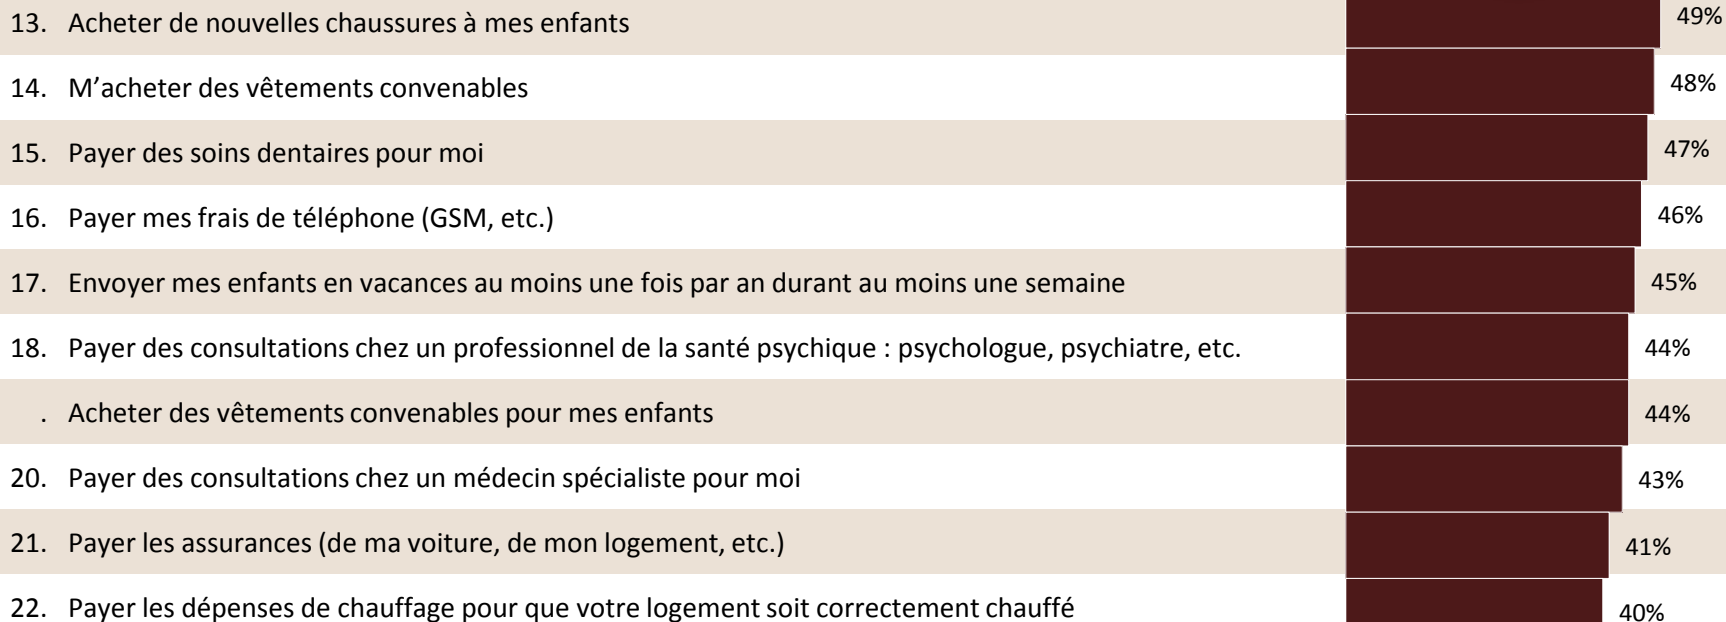 13. Acheter de nouvelles chaussures à mes enfants 49%
14. M’acheter des vêtements convenables 48%
15. Payer des soins dentaires pour moi 47%
16. Payer mes frais de téléphone (GSM, etc.) 46%
17. Envoyer mes enfants en vacances au moins une fois par an durant au moins une semaine 45%
18. Payer des consultations chez un professionnel de la santé psychique : psychologue, psychiatre, etc. 44%
. Acheter des vêtements convenables pour mes enfants 44%
20. Payer des consultations chez un médecin spécialiste pour moi 43%
21. Payer les assurances (de ma voiture, de mon logement, etc.) 41%
22. Payer les dépenses de chauffage pour que votre logement soit correctement chauffé 40%